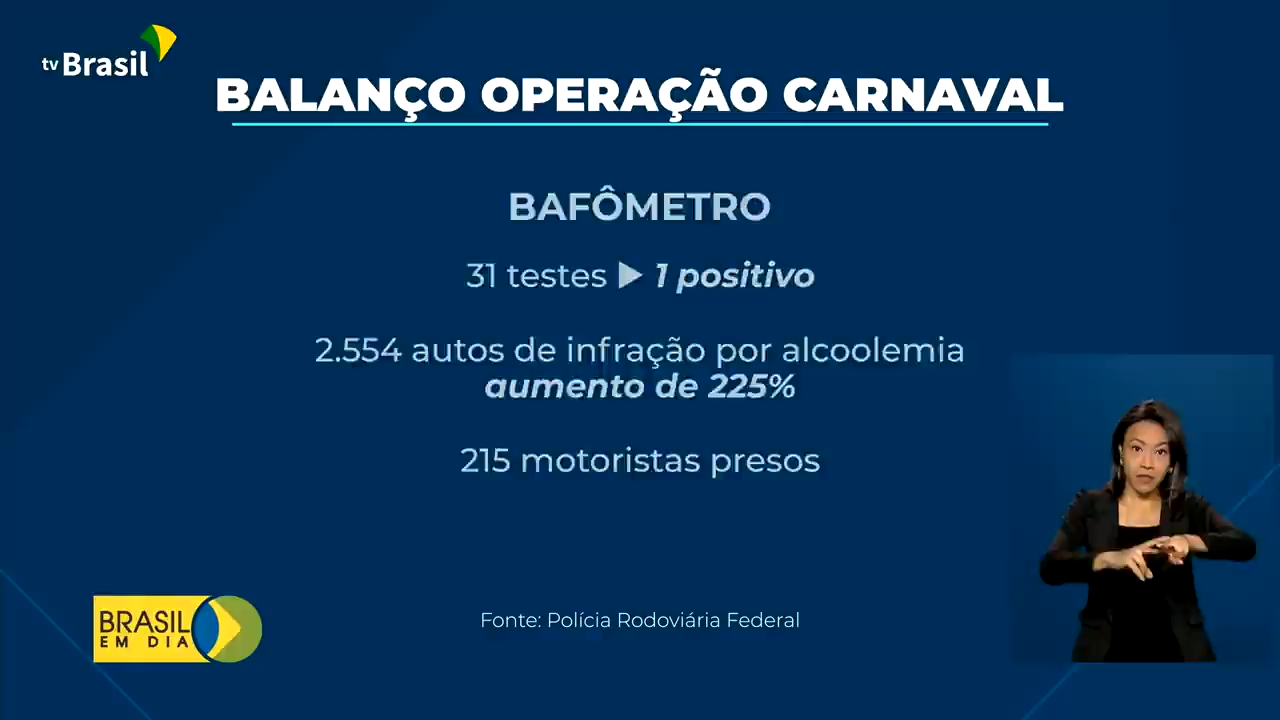 tv Brasil
BALANÇO OPERAÇÃO CARNAVAL
BAFÔMETRO
31 testes ▶ 1 positivo
2.554 autos de infração por alcoolemia
aumento de 225%
215 motoristas presos
BRASIL
EM DIA
Fonte: Polícia Rodoviária Federal